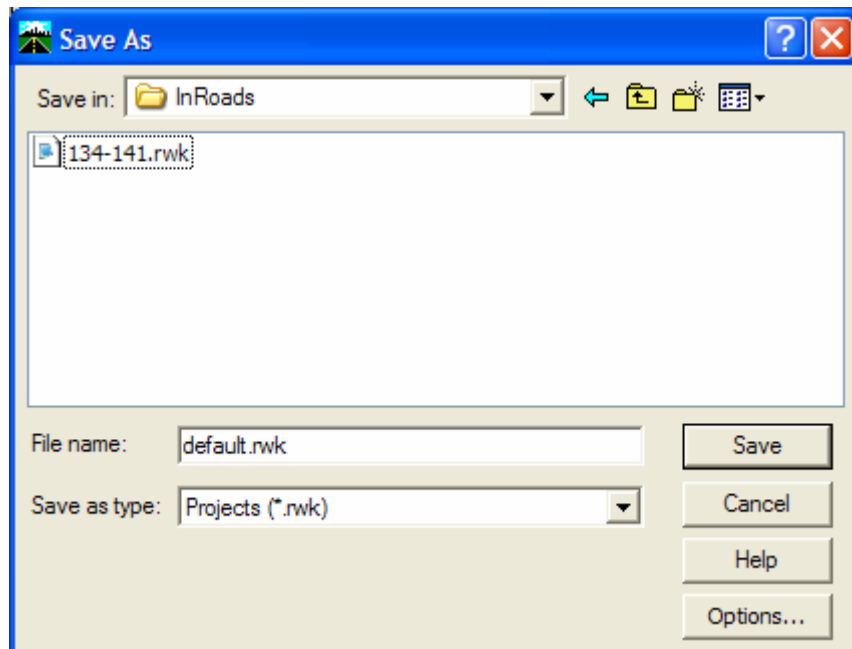 Save As
Save in: InRoads
134-141.rwk
File name: default.rwk Save
Save as type: Projects (*.rwk) Cancel
Help
Options...